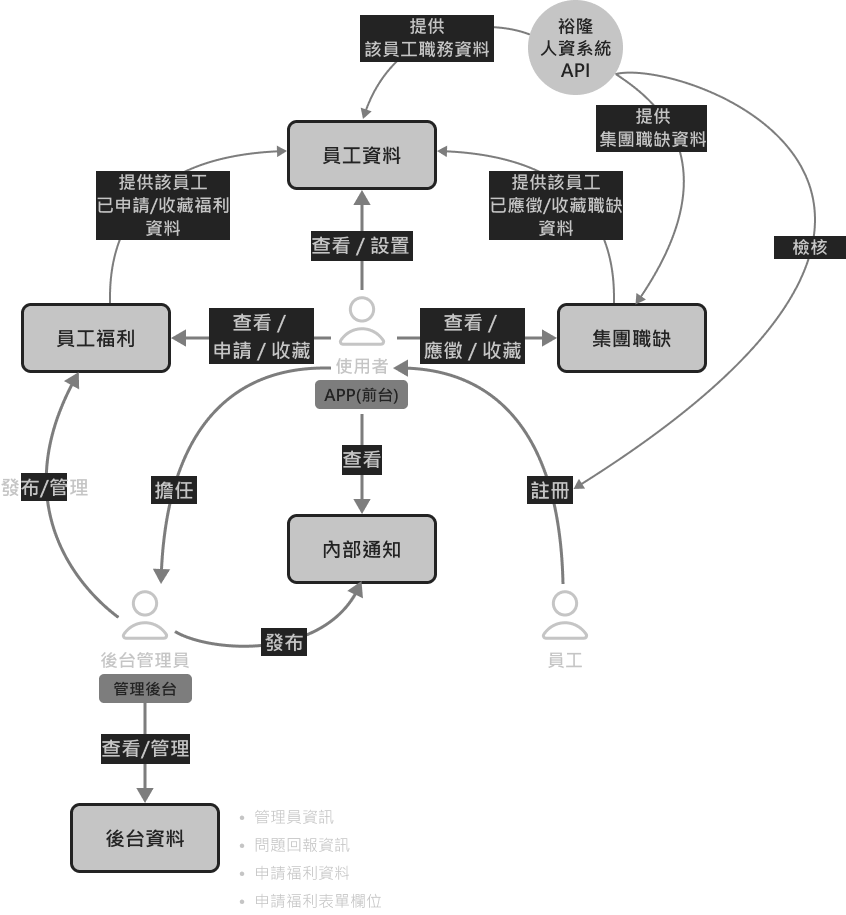 提供
該員工職務資料
裕隆
人資系統
API
提供
集團職缺資料
員工資料
提供該員工
已申請/收藏福利
資料
提供該員工
已應徵/收藏職缺
資料
查看 / 設置
檢核
員工福利
查看 /
申請 / 收藏
查看 /
應徵 / 收藏
集團職缺
使用者
APP(前台)
查看
發布/管理
擔任
註冊
內部通知
發布
後台管理員
員工
管理後台
查看/管理
後台資料
• 管理員資訊
• 問題回報資訊
• 申請福利資料
• 申請福利表單欄位